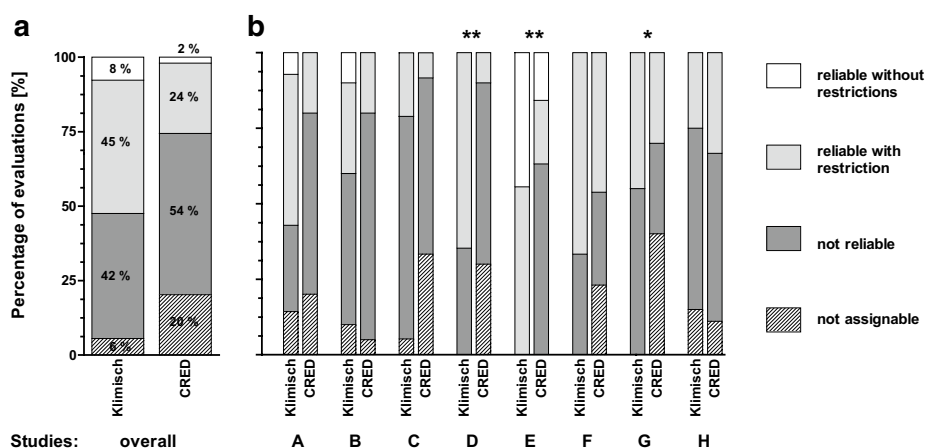 a
b
** ** *
Percentage of evaluations [%]
100
75
50
25
0
8 %
45 %
42 %
6 %
2 %
24 %
54 %
20 %
reliable without
restrictions
reliable with
restriction
not reliable
not assignable
Klimisch CRED
Klimisch CRED Klimisch CRED Klimisch CRED Klimisch CRED Klimisch CRED Klimisch CRED Klimisch CRED Klimisch CRED
Studies: overall A B C D E F G H